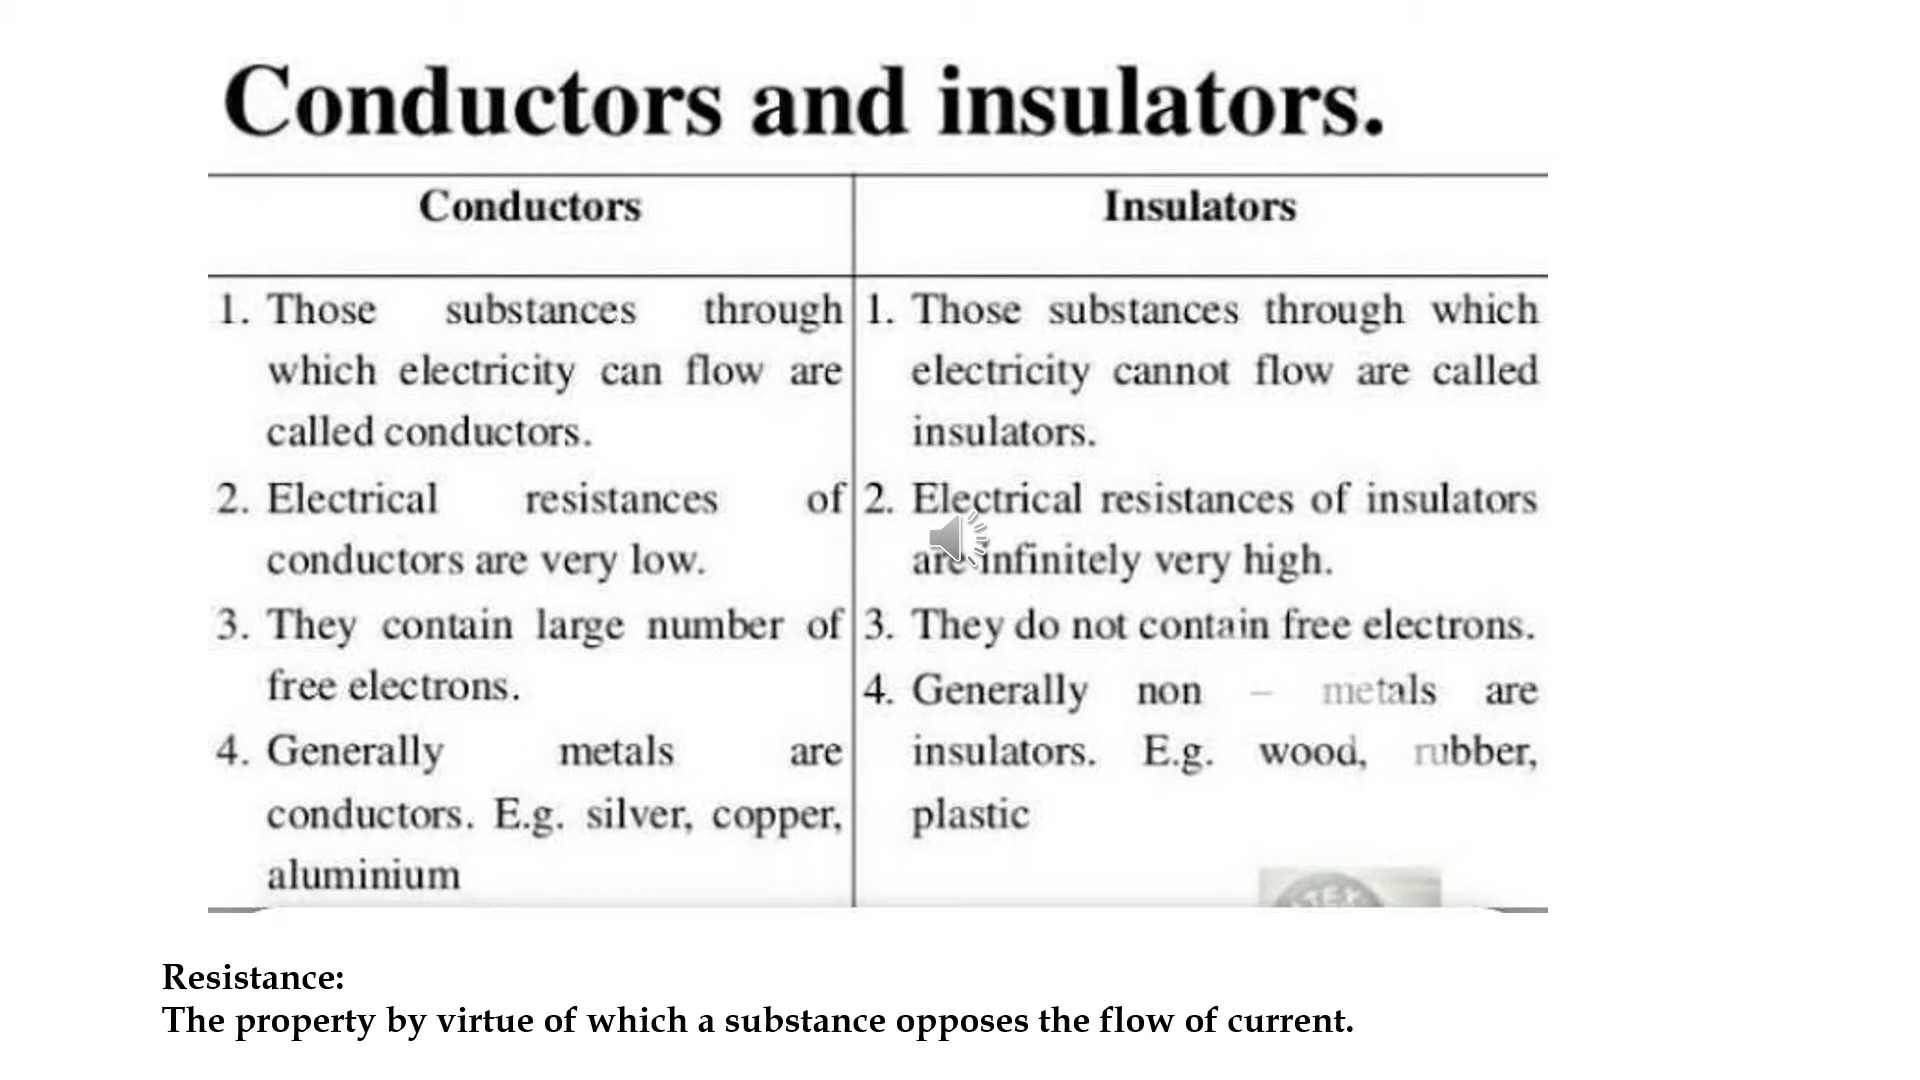 Conductors and insulators.
Conductors
Insulators
1. Those substances through
which electricity can flow are
called conductors.
2. Electrical resistances of
conductors are very low.
3. They contain large number of
free electrons.
4. Generally metals are
conductors. E.g. silver, copper,
aluminium
1. Those substances through which
electricity cannot flow are called
insulators.
2. Electrical resistances of insulators
are infinitely very high.
3. They do not contain free electrons.
4. Generally non – metals are
insulators. E.g. wood, rubber,
plastic
Resistance:
The property by virtue of which a substance opposes the flow of current.